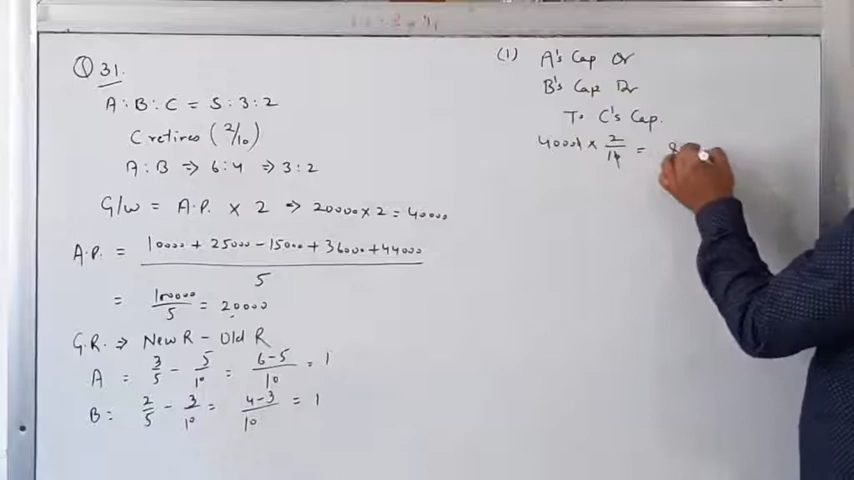 Q 31.
A : B : C = 5 : 3 : 2
C retires (2/10)
A : B ⇒ 6 : 4 ⇒ 3 : 2
G/w = A.P. × 2 ⇒ 20000 × 2 = 40000
A.P. = 10000 + 25000 - 15000 + 36000 + 44000 / 5
= 100000 / 5 = 20000
G.R. ⇒ New R - Old R
A = 3/5 - 5/10 = 6-5 / 10 = 1
B = 2/5 - 3/10 = 4-3 / 10 = 1
(1) A's Cap Dr
B's Cap Dr
To C's Cap.
40000 × 2/10 = 8